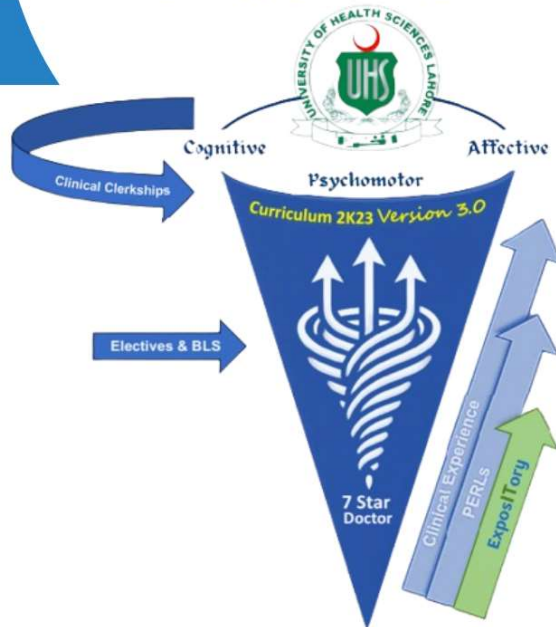 UNIVERSITY OF HEALTH SCIENCES LAHORE
UHS
Cognitive
Affective
Psychomotor
Clinical Clerkships
Curriculum 2K23 Version 3.0
Electives & BLS
7 Star
Doctor
Clinical Experience
PERLs
ExposITory